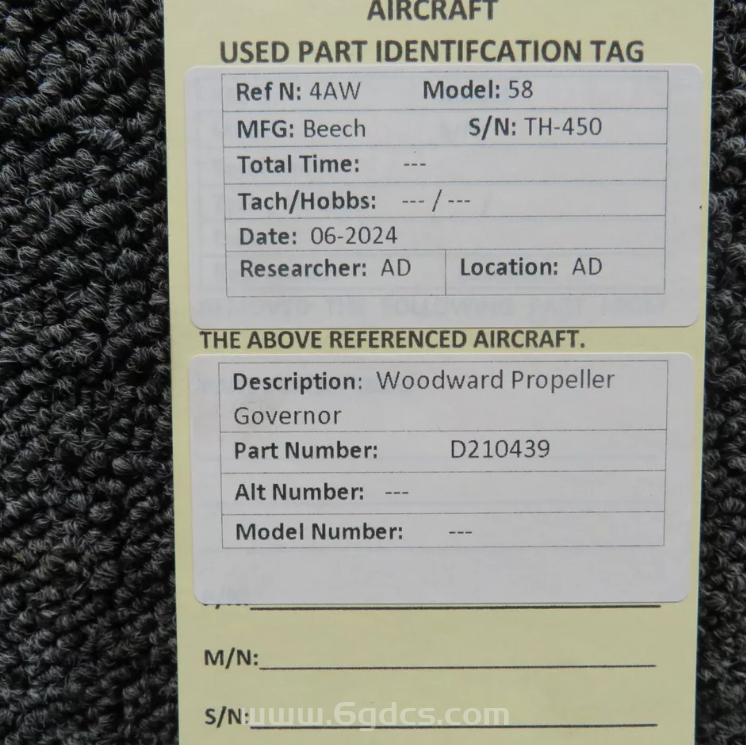 AIRCRAFT
USED PART IDENTIFCATION TAG
Ref N: 4AW Model: 58
MFG: Beech S/N: TH-450
Total Time: ---
Tach/Hobbs: --- / ---
Date: 06-2024
Researcher: AD Location: AD
THE ABOVE REFERENCED AIRCRAFT.
Description: Woodward Propeller
Governor
Part Number: D210439
Alt Number: ---
Model Number: ---
M/N:
S/N:
www.6gdcs.com